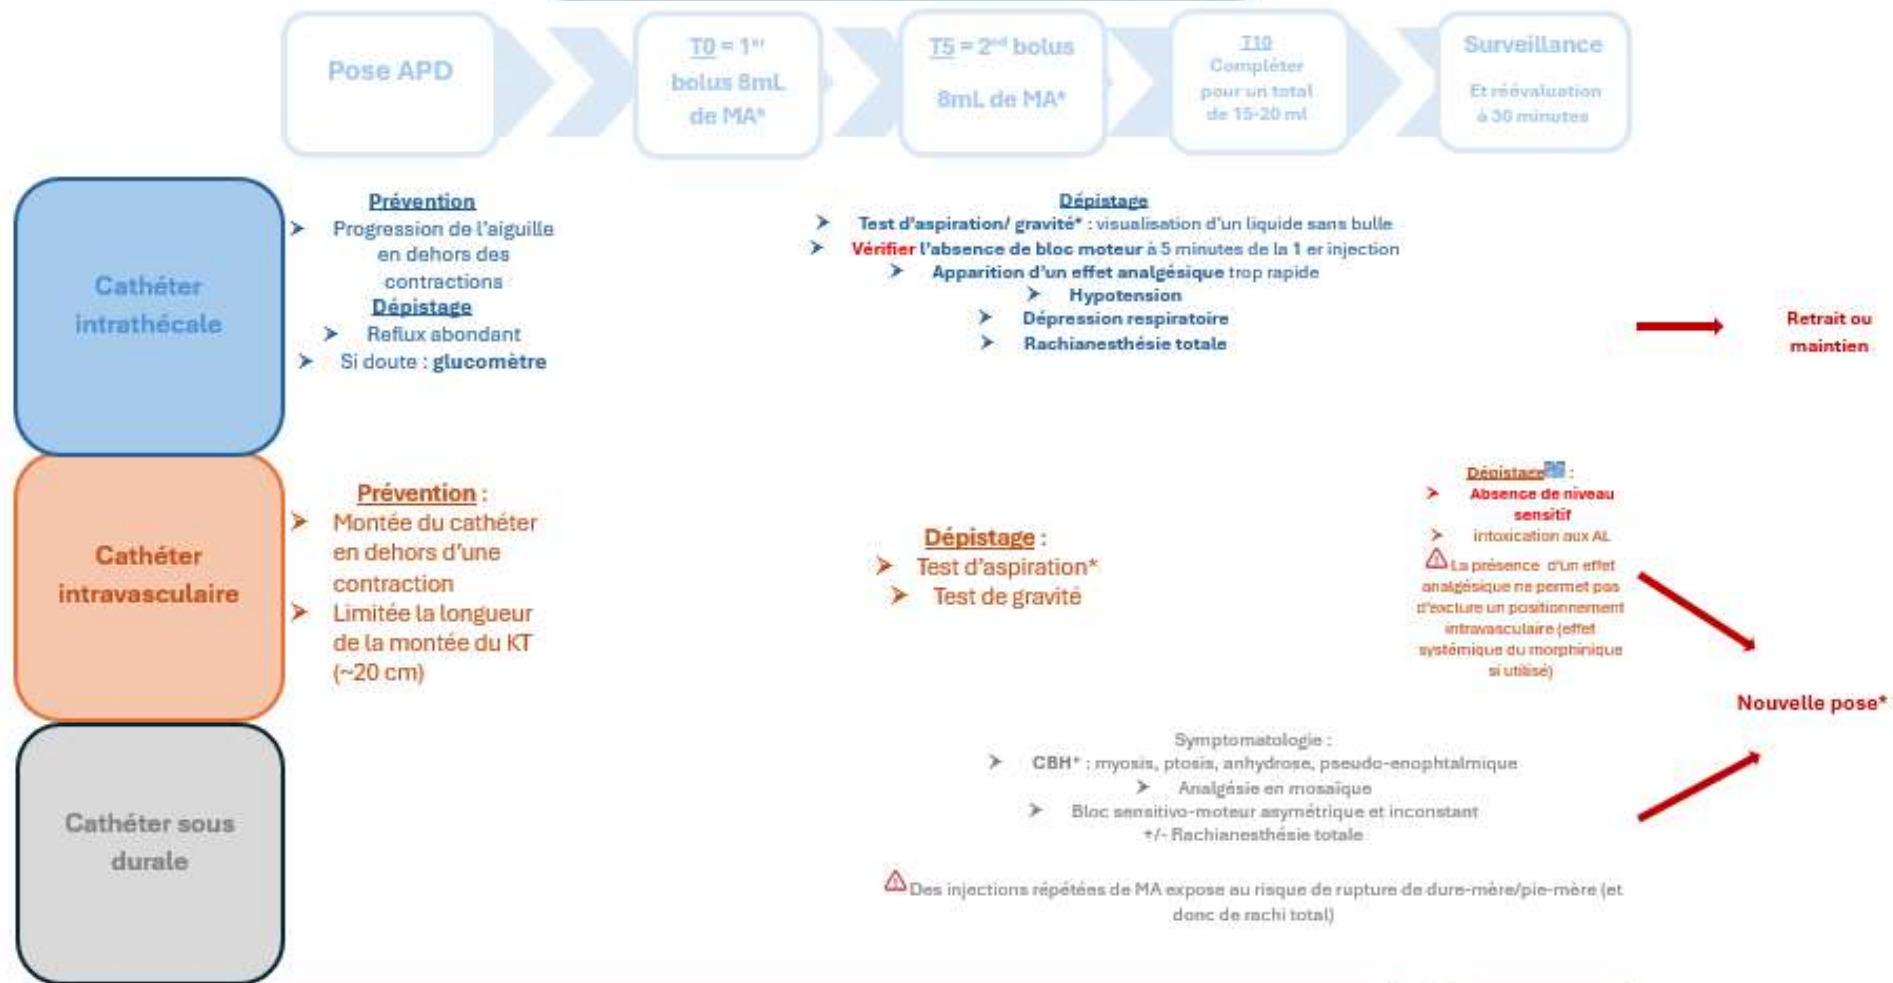 Pose APD
T0 = 1er
bolus 8mL
de MA*
T5 = 2nd bolus
8mL de MA*
T10
Compléter
pour un total
de 15-20 ml
Surveillance
Et réévaluation
à 30 minutes
Cathéter
intrathécale
Prévention
➤ Progression de l'aiguille
en dehors des
contractions
Dépistage
➤ Reflux abondant
➤ Si doute : glucomètre
Dépistage
➤ Test d'aspiration/ gravité* : visualisation d'un liquide sans bulle
➤ Vérifier l'absence de bloc moteur à 5 minutes de la 1 er injection
➤ Apparition d'un effet analgésique trop rapide
➤ Hypotension
➤ Dépression respiratoire
➤ Rachianesthésie totale
Retrait ou
maintien
Cathéter
intravasculaire
Prévention :
➤ Montée du cathéter
en dehors d'une
contraction
➤ Limitée la longueur
de la montée du KT
(~20 cm)
Dépistage :
➤ Test d'aspiration*
➤ Test de gravité
Dépistage :
➤ Absence de niveau
sensitif
➤ intoxication aux AL
⚠ La présence d'un effet
analgésique ne permet pas
d'exclure un positionnement
intravasculaire (effet
systémique du morphinique
si utilisé)
Nouvelle pose*
Cathéter sous
durale
Symptomatologie :
➤ CBH* : myosis, ptosis, anhydrose, pseudo-enophtalmique
➤ Analgésie en mosaïque
➤ Bloc sensitivo-moteur asymétrique et inconstant
+/- Rachianesthésie totale
⚠ Des injections répétées de MA expose au risque de rupture de dure-mère/pie-mère (et
donc de rachi total)